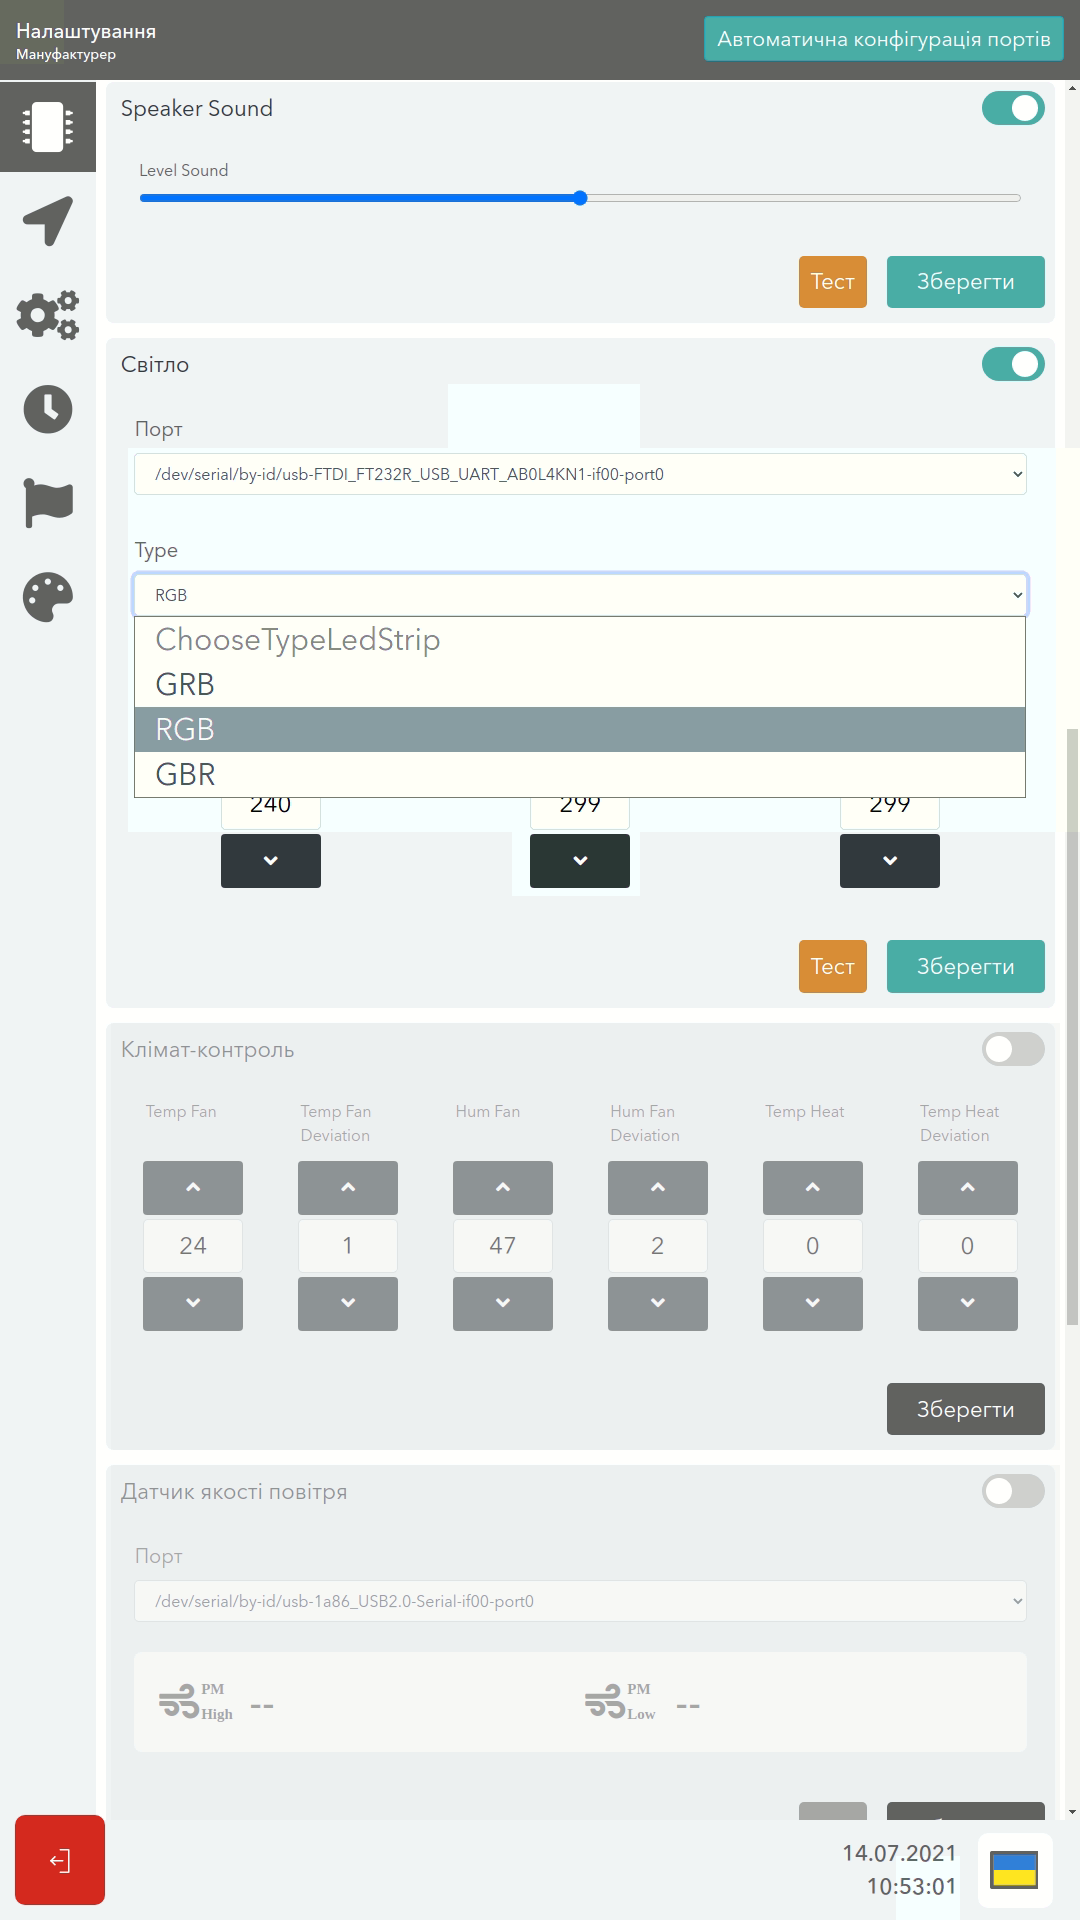 Налаштування
Мануфактурер
Автоматична конфігурація портів
Speaker Sound
Level Sound
Тест
Зберегти
Світло
Порт
/dev/serial/by-id/usb-FTDI_FT232R_USB_UART_AB0L4KN1-if00-port0
Type
RGB
ChooseTypeLedStrip
GRB
RGB
GBR
240 299 299
Тест
Зберегти
Клімат-контроль
Temp Fan
Temp Fan Deviation
Hum Fan
Hum Fan Deviation
Temp Heat
Temp Heat Deviation
24 1 47 2 0 0
Зберегти
Датчик якості повітря
Порт
/dev/serial/by-id/usb-1a86_USB2.0-Serial-if00-port0
PM High --
PM Low --
14.07.2021
10:53:01